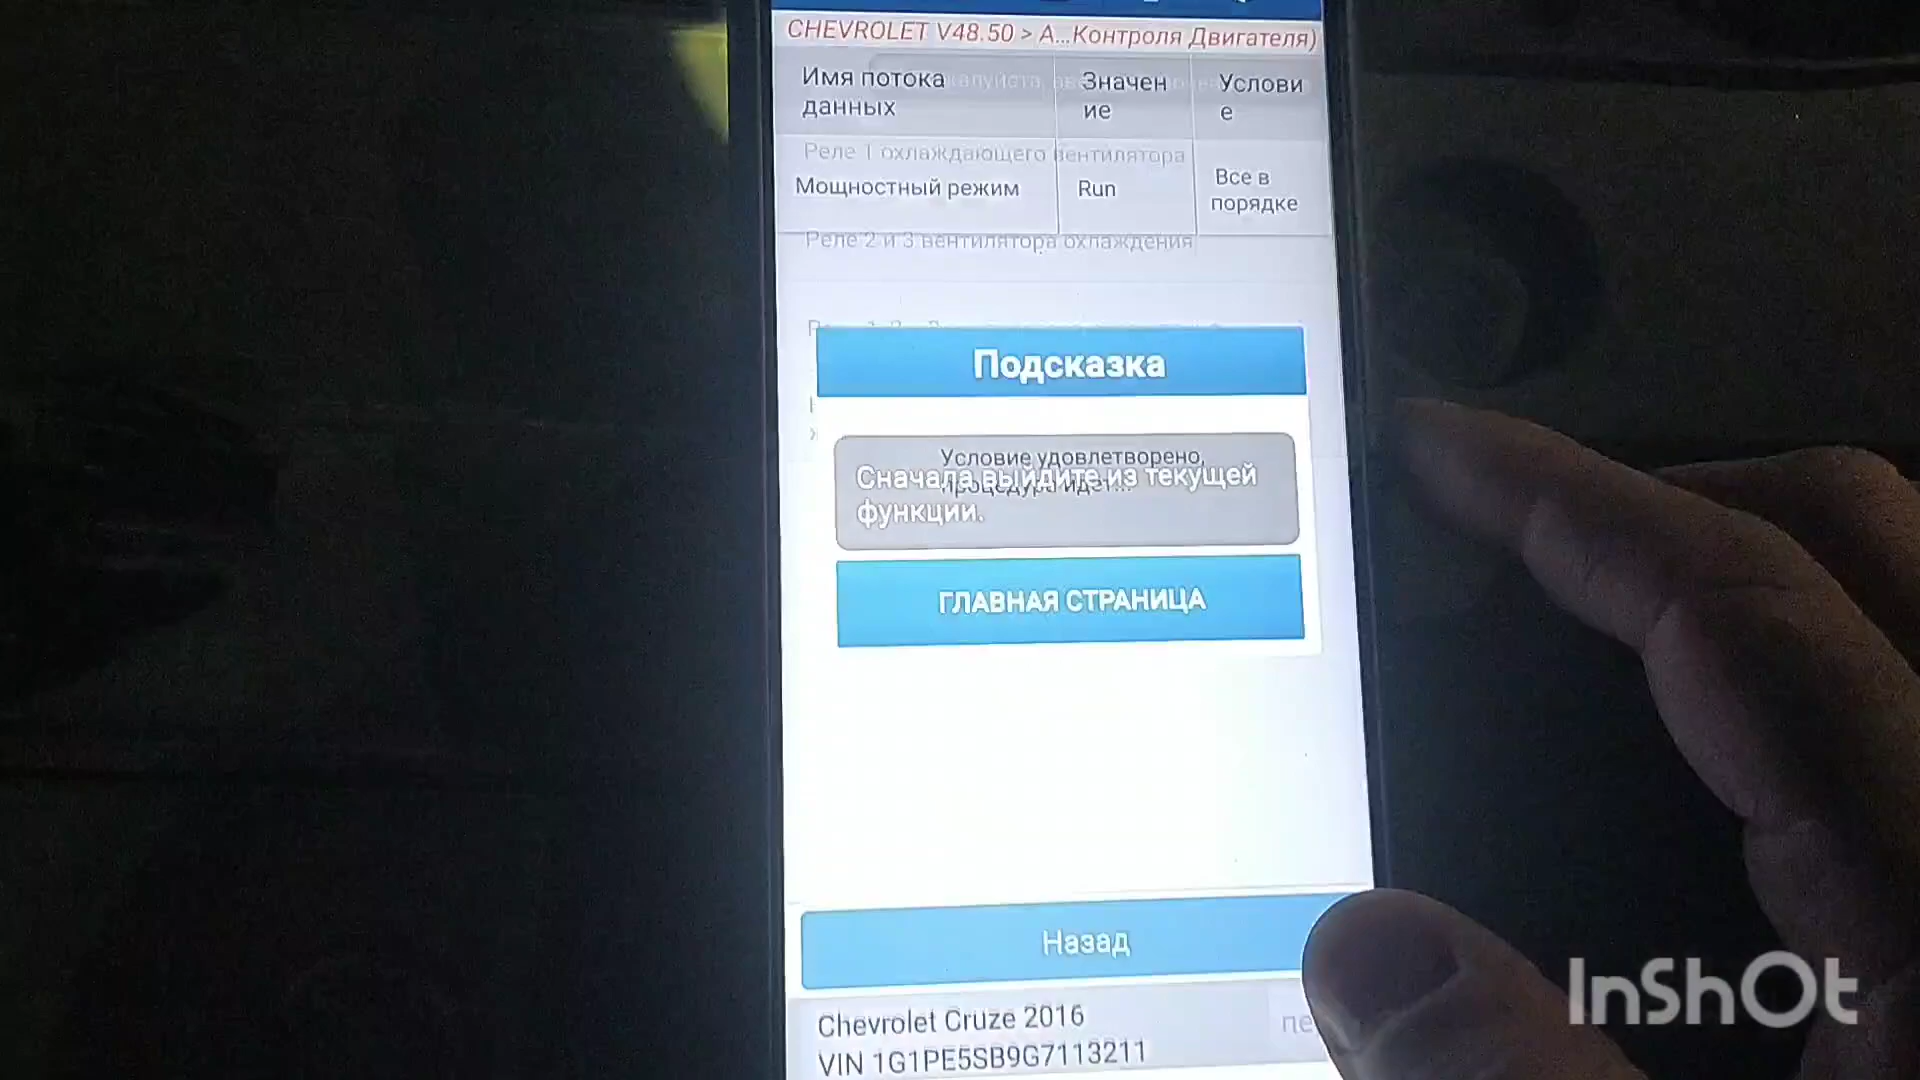 CHEVROLET V48.50 > А...Контроля Двигателя)
Имя потока
данных
Значен
ие
Услови
е
Реле 1 охлаждающего вентилятора
Мощностный режим
Run
Все в
порядке
Реле 2 и 3 вентилятора охлаждения
Подсказка
Условие удовлетворено,
процедура идет...
Сначала выйдите из текущей
функции.
ГЛАВНАЯ СТРАНИЦА
Назад
Chevrolet Cruze 2016
VIN 1G1PE5SB9G7113211
InShOt